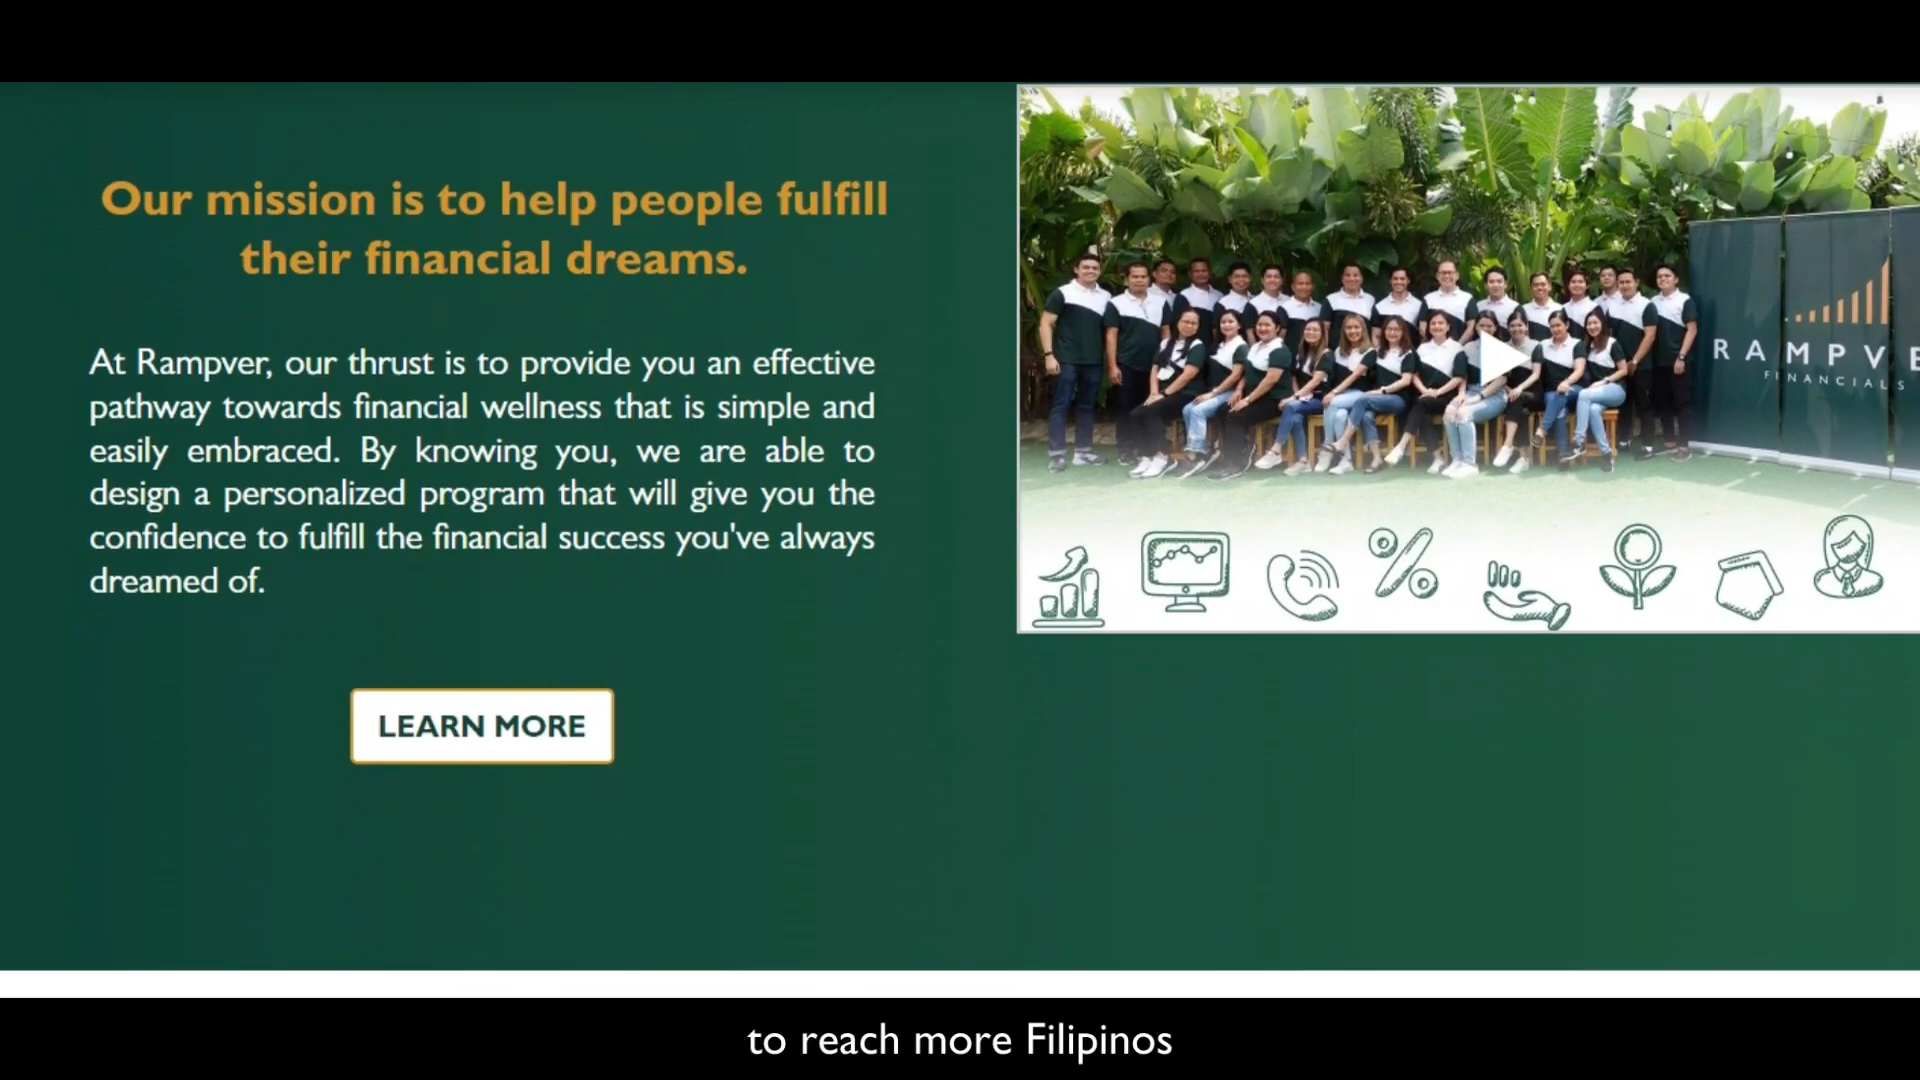 Our mission is to help people fulfill
their financial dreams.
At Rampver, our thrust is to provide you an effective
pathway towards financial wellness that is simple and
easily embraced. By knowing you, we are able to
design a personalized program that will give you the
confidence to fulfill the financial success you've always
dreamed of.
LEARN MORE
RAMPVE
FINANCIALS
to reach more Filipinos